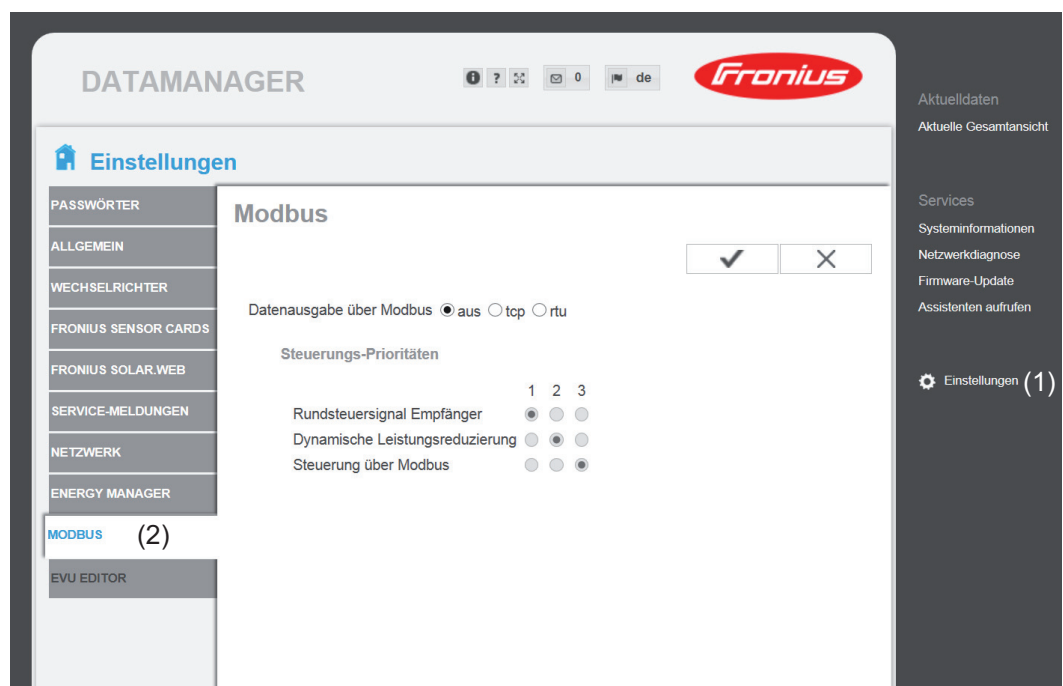 DATAMANAGER
i ? 0 de
Fronius
Einstellungen
PASSWÖRTER
ALLGEMEIN
WECHSELRICHTER
FRONIUS SENSOR CARDS
FRONIUS SOLAR.WEB
SERVICE-MELDUNGEN
NETZWERK
ENERGY MANAGER
MODBUS (2)
EVU EDITOR
Modbus
Datenausgabe über Modbus aus tcp rtu
Steuerungs-Prioritäten
1 2 3
Rundsteuersignal Empfänger
Dynamische Leistungsreduzierung
Steuerung über Modbus
Aktuelldaten
Aktuelle Gesamtansicht
Services
Systeminformationen
Netzwerkdiagnose
Firmware-Update
Assistenten aufrufen
Einstellungen (1)